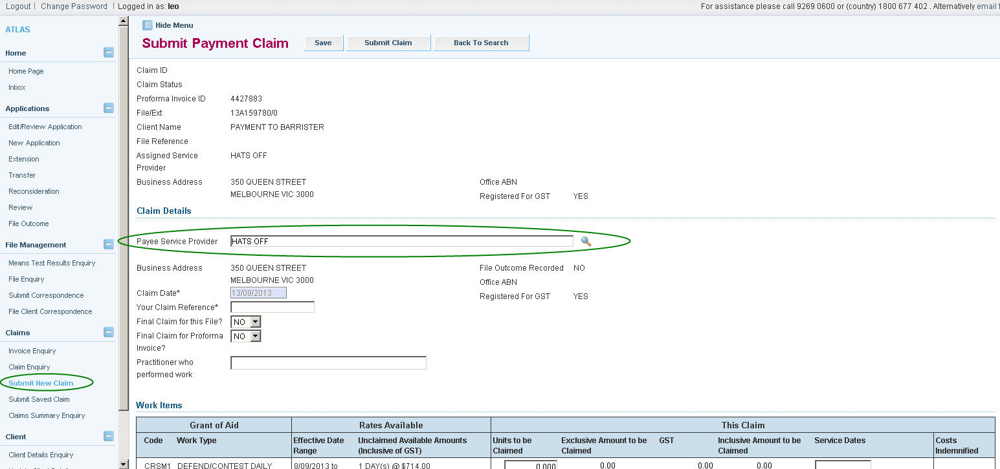 Logout | Change Password | Logged in as: leo
For assistance please call 9269 0600 or (country) 1800 677 402 . Alternatively email
ATLAS
Home
Home Page
Inbox
Applications
Edit/Review Application
New Application
Extension
Transfer
Reconsideration
Review
File Outcome
File Management
Means Test Results Enquiry
File Enquiry
Submit Correspondence
File Client Correspondence
Claims
Invoice Enquiry
Claim Enquiry
Submit New Claim
Submit Saved Claim
Claims Summary Enquiry
Client
Client Details Enquiry
Hide Menu
Submit Payment Claim Save Submit Claim Back To Search
Claim ID
Claim Status
Proforma Invoice ID 4427883
File/Ext 13A159780/0
Client Name PAYMENT TO BARRISTER
File Reference
Assigned Service HATS OFF
Provider
Business Address 350 QUEEN STREET Office ABN
MELBOURNE VIC 3000
Registered For GST YES
Claim Details
Payee Service Provider HATS OFF
Business Address 350 QUEEN STREET File Outcome Recorded NO
MELBOURNE VIC 3000
Office ABN
Claim Date* 13/09/2013
Registered For GST YES
Your Claim Reference*
Final Claim for this File? NO
Final Claim for Proforma NO
Invoice?
Practitioner who
performed work
Work Items
Grant of Aid Rates Available This Claim
Code Work Type Effective Date Unclaimed Available Amounts Units to be Exclusive Amount to be GST Inclusive Amount to be Service Dates Costs
Range (Inclusive of GST) Claimed Claimed Claimed Indemnified
CRSM1 DEFEND/CONTEST DAILY 8/09/2013 to 1 DAY(s) @ $714.00 0.000 0.00 0.00 0.00